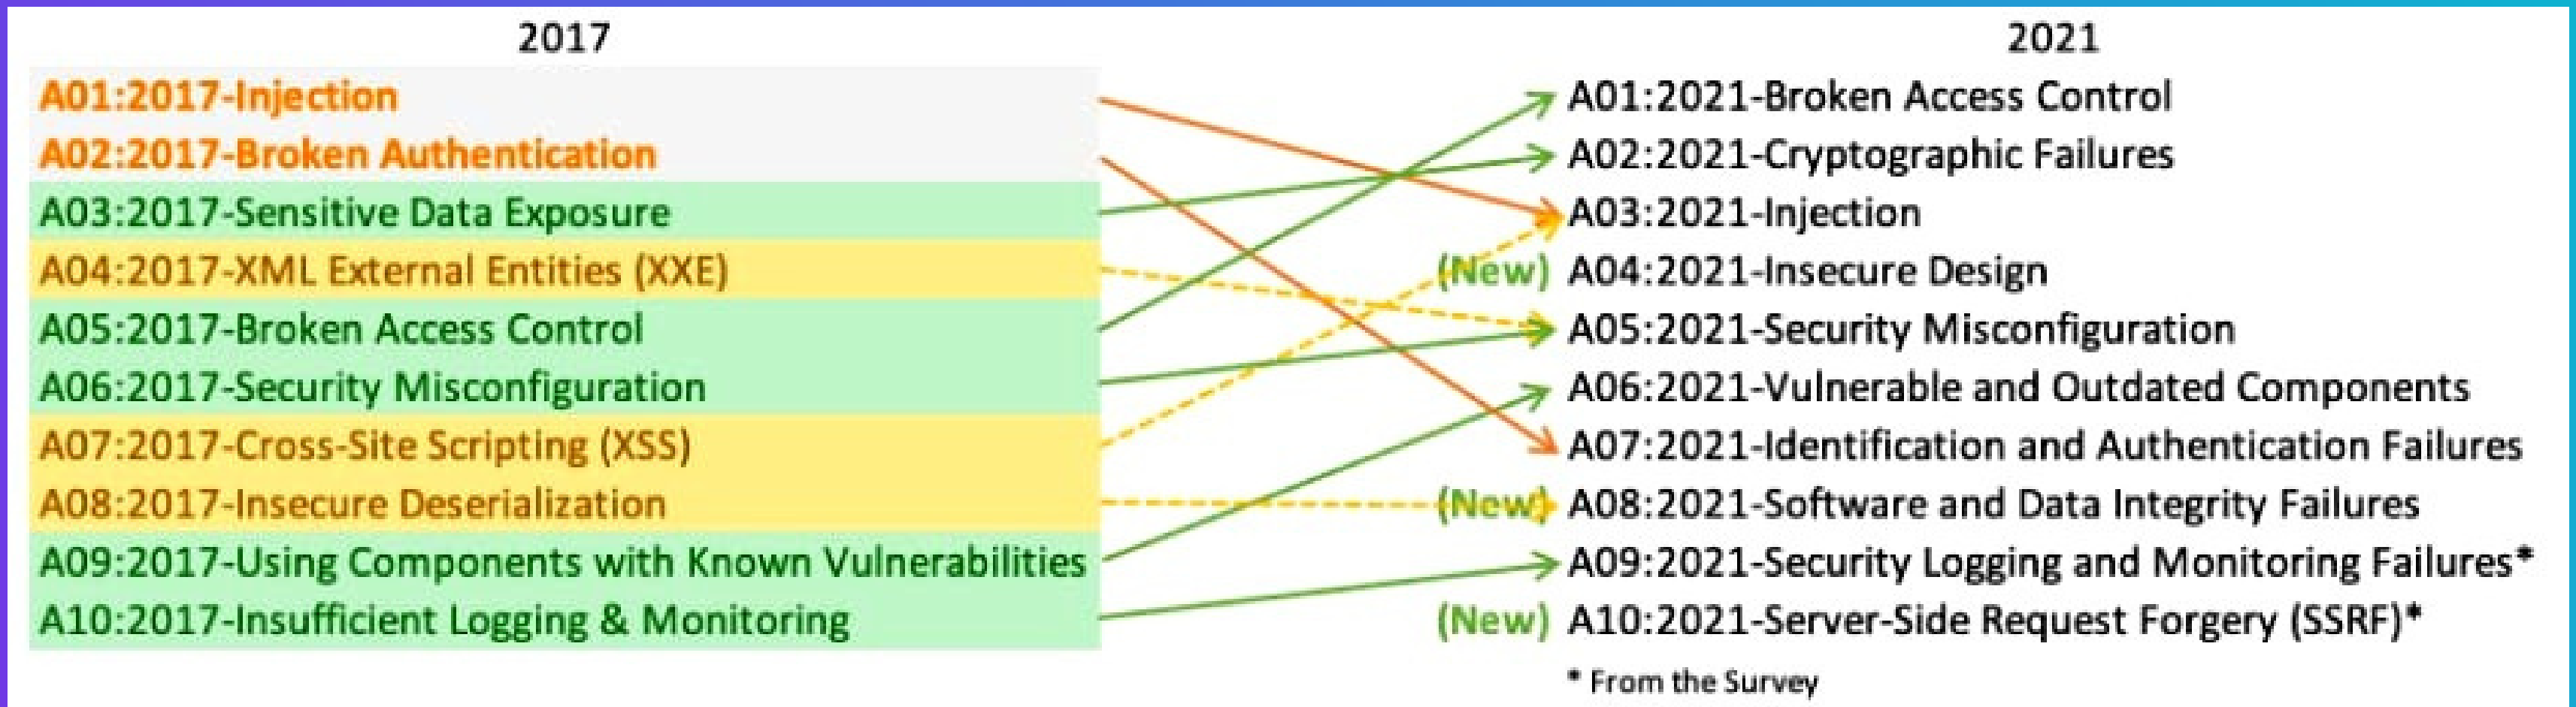 2017
A01:2017-Injection
A02:2017-Broken Authentication
A03:2017-Sensitive Data Exposure
A04:2017-XML External Entities (XXE)
A05:2017-Broken Access Control
A06:2017-Security Misconfiguration
A07:2017-Cross-Site Scripting (XSS)
A08:2017-Insecure Deserialization
A09:2017-Using Components with Known Vulnerabilities
A10:2017-Insufficient Logging & Monitoring
2021
A01:2021-Broken Access Control
A02:2021-Cryptographic Failures
A03:2021-Injection
(New) A04:2021-Insecure Design
A05:2021-Security Misconfiguration
A06:2021-Vulnerable and Outdated Components
A07:2021-Identification and Authentication Failures
(New) A08:2021-Software and Data Integrity Failures
A09:2021-Security Logging and Monitoring Failures*
(New) A10:2021-Server-Side Request Forgery (SSRF)*
* From the Survey